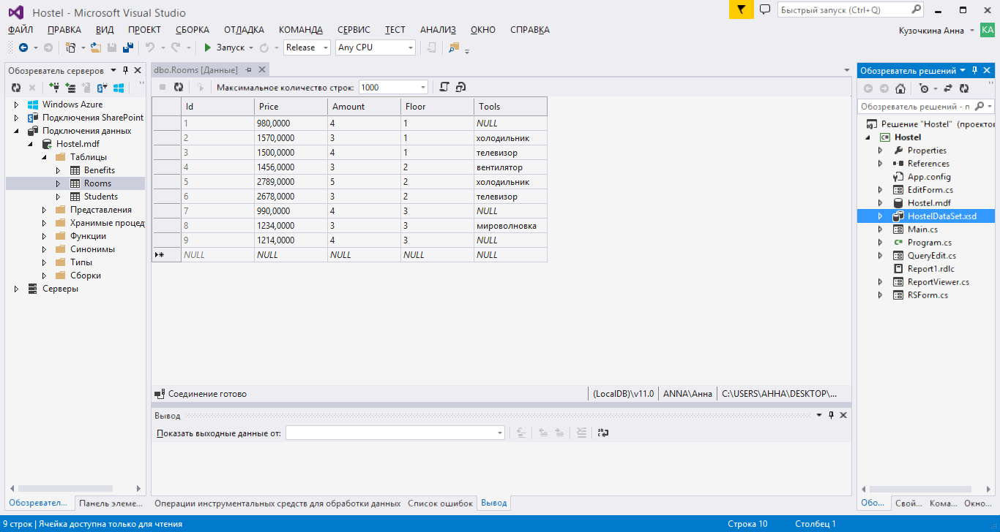 Hostel - Microsoft Visual Studio
Быстрый запуск (Ctrl+Q)
ФАЙЛ ПРАВКА ВИД ПРОЕКТ СБОРКА ОТЛАДКА КОМАНДА СЕРВИС ТЕСТ АНАЛИЗ ОКНО СПРАВКА
Кузочкина Анна КА
Запуск Release Any CPU
Обозреватель серверов
Windows Azure
Подключения SharePoint
Подключения данных
Hostel.mdf
Таблицы
Benefits
Rooms
Students
Представления
Хранимые процед
Функции
Синонимы
Типы
Сборки
Серверы
Обозревател... Панель элеме...
dbo.Rooms [Данные]
Максимальное количество строк: 1000
Id Price Amount Floor Tools
1 980,0000 4 1 NULL
2 1570,0000 3 1 холодильник
3 1500,0000 4 1 телевизор
4 1456,0000 3 2 вентилятор
5 2789,0000 5 2 холодильник
6 2678,0000 3 2 телевизор
7 990,0000 4 3 NULL
8 1234,0000 3 3 мироволновка
9 1214,0000 4 3 NULL
NULL NULL NULL NULL NULL
Соединение готово
(LocalDB)\v11.0 ANNA\Анна C:\USERS\АННА\DESKTOP\...
Вывод
Показать выходные данные от:
Операции инструментальных средств для обработки данных Список ошибок Вывод
Обозреватель решений
Обозреватель решений - п
Решение "Hostel" (проектов
Hostel
Properties
References
App.config
EditForm.cs
Hostel.mdf
HostelDataSet.xsd
Main.cs
Program.cs
QueryEdit.cs
Report1.rdlc
ReportViewer.cs
RSForm.cs
Обо... Свой... Кома... Окно...
9 строк | Ячейка доступна только для чтения
Строка 10 Столбец 1